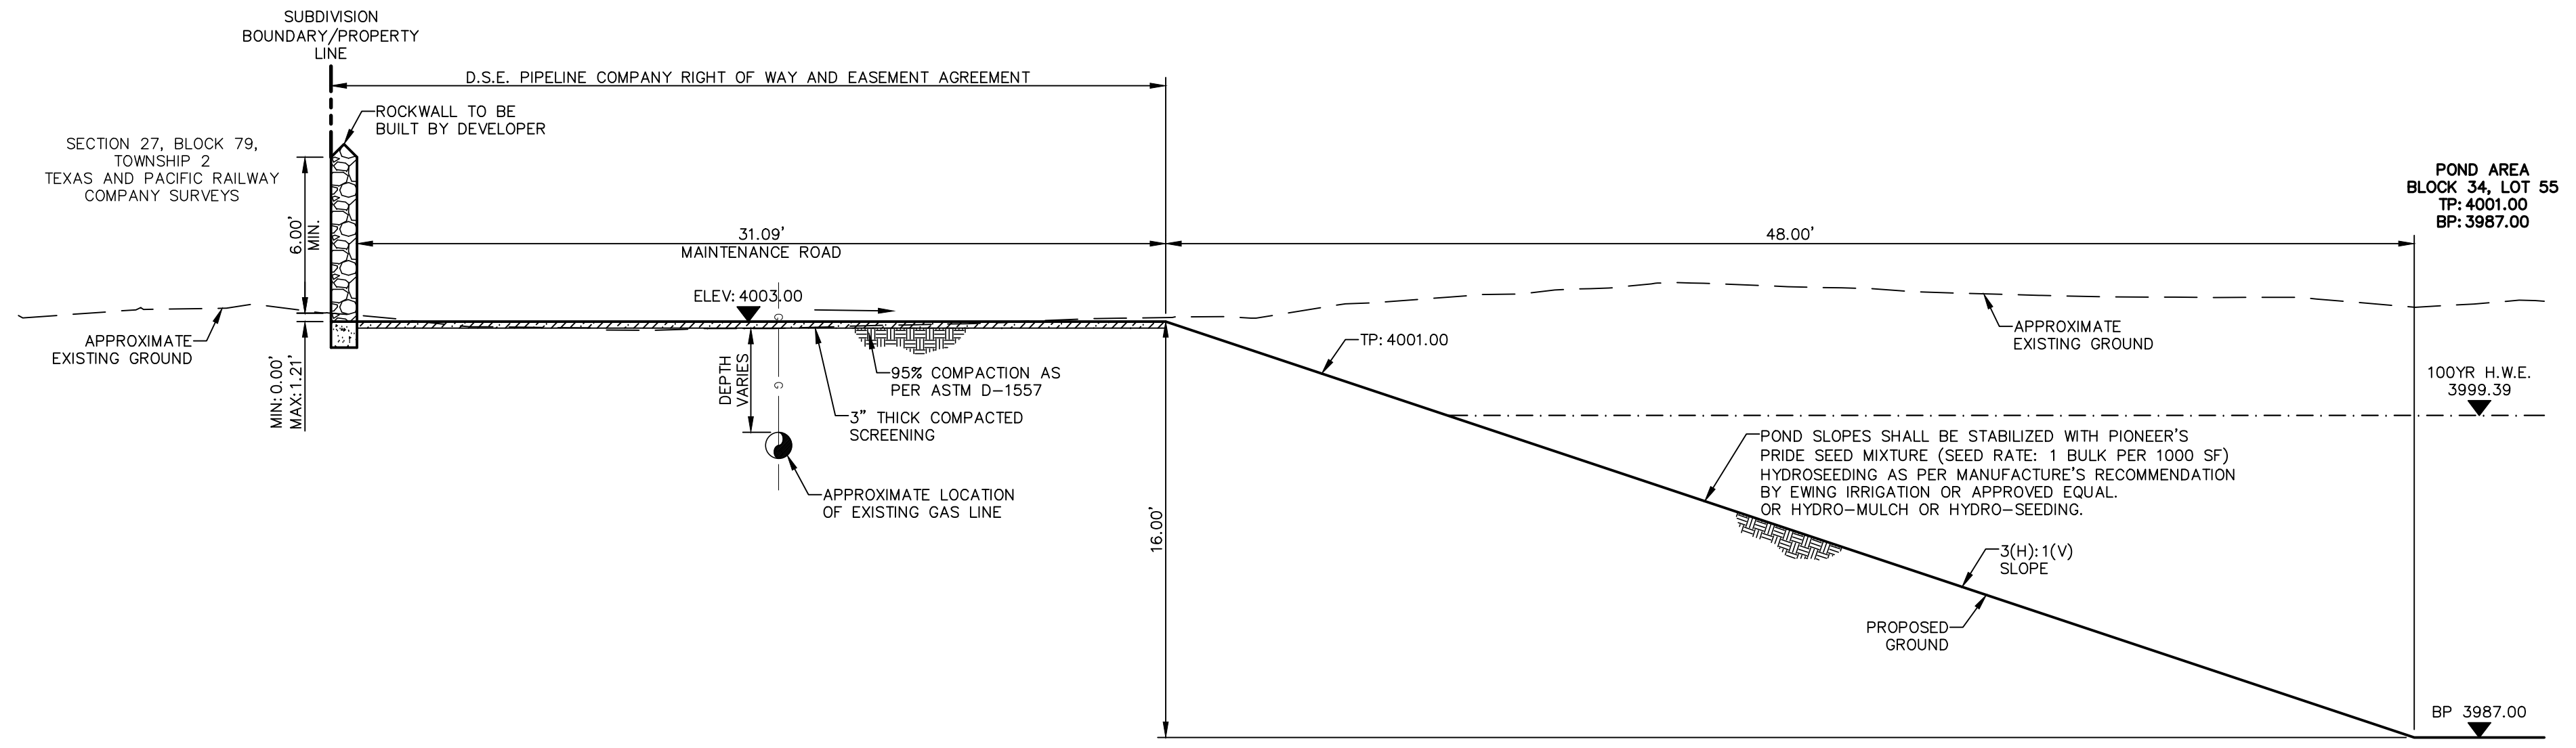 SUBDIVISION
BOUNDARY/PROPERTY
LINE
D.S.E. PIPELINE COMPANY RIGHT OF WAY AND EASEMENT AGREEMENT
ROCKWALL TO BE
BUILT BY DEVELOPER
SECTION 27, BLOCK 79,
TOWNSHIP 2
TEXAS AND PACIFIC RAILWAY
COMPANY SURVEYS
6.00'
MIN.
31.09'
MAINTENANCE ROAD
48.00'
POND AREA
BLOCK 34, LOT 55
TP: 4001.00
BP: 3987.00
ELEV: 4003.00
G
APPROXIMATE
EXISTING GROUND
MIN: 0.00'
MAX: 1.21'
DEPTH
VARIES
G
95% COMPACTION AS
PER ASTM D-1557
3" THICK COMPACTED
SCREENING
APPROXIMATE LOCATION
OF EXISTING GAS LINE
16.00'
TP: 4001.00
APPROXIMATE
EXISTING GROUND
100YR H.W.E.
3999.39
POND SLOPES SHALL BE STABILIZED WITH PIONEER'S
PRIDE SEED MIXTURE (SEED RATE: 1 BULK PER 1000 SF)
HYDROSEEDING AS PER MANUFACTURE'S RECOMMENDATION
BY EWING IRRIGATION OR APPROVED EQUAL.
OR HYDRO-MULCH OR HYDRO-SEEDING.
3(H): 1(V)
SLOPE
PROPOSED
GROUND
BP 3987.00